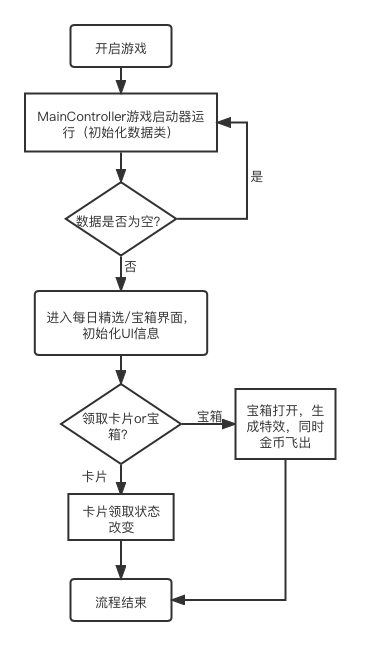 开启游戏
MainController游戏启动器运
行（初始化数据类）
是
数据是否为空?
否
进入每日精选/宝箱界面，
初始化UI信息
领取卡片or宝
箱?
宝箱
宝箱打开，生
成特效，同时
金币飞出
卡片
卡片领取状态
改变
流程结束